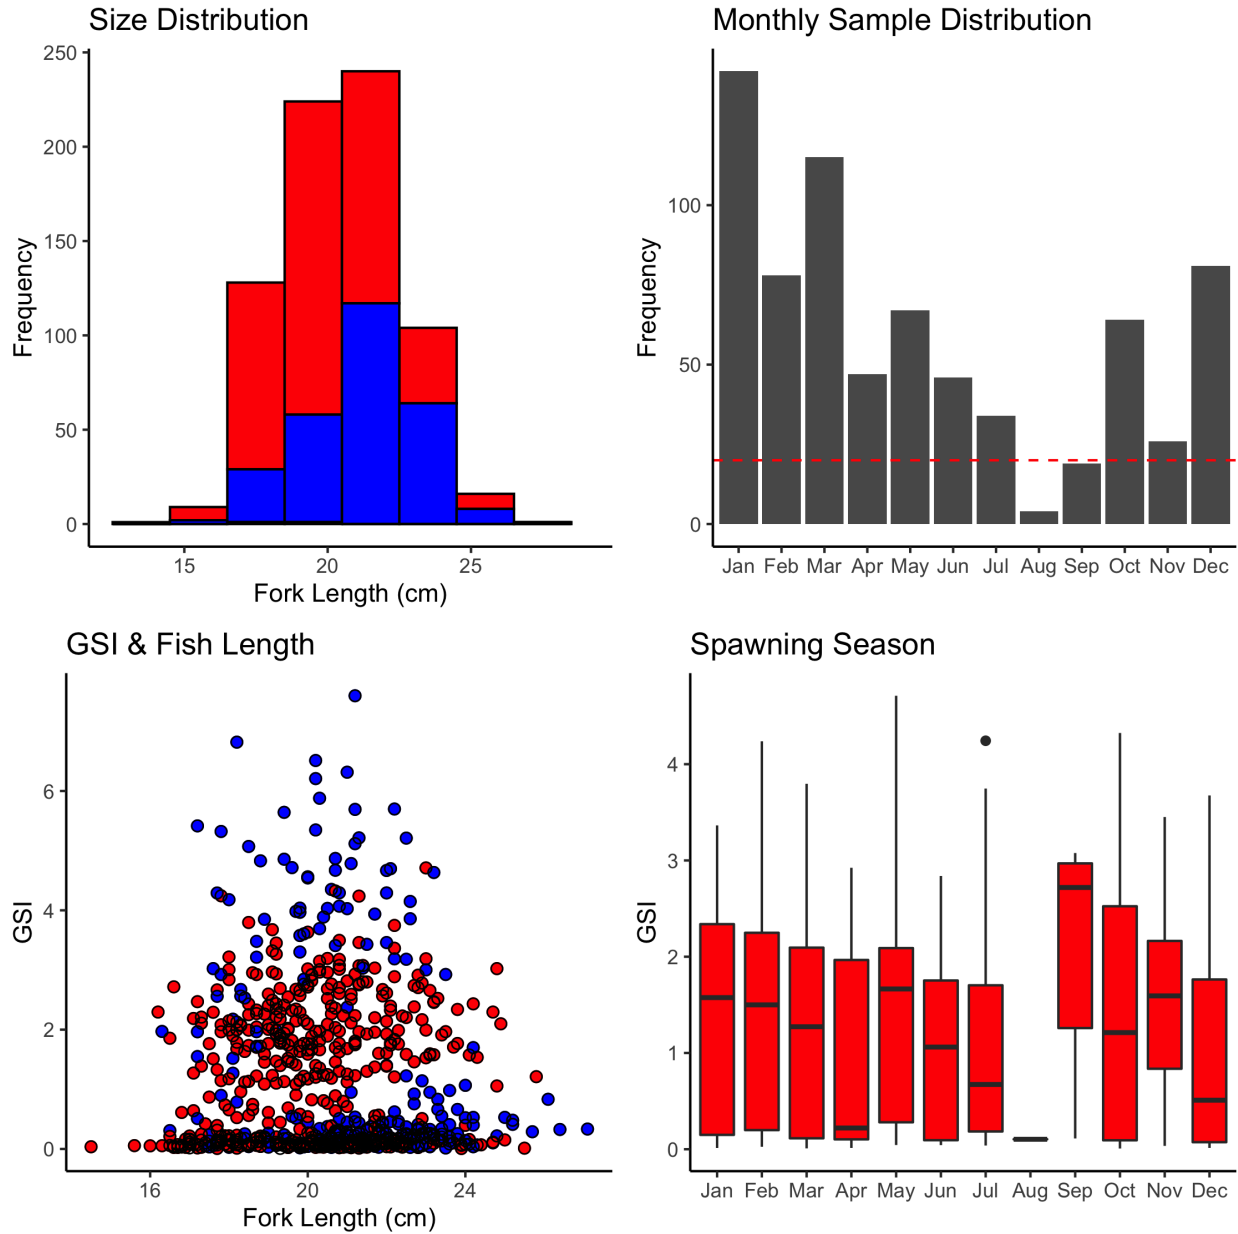 Size Distribution
250
200
150
100
50
0
Frequency
15 20 25
Fork Length (cm)
Monthly Sample Distribution
100
50
0
Frequency
Jan Feb Mar Apr May Jun Jul Aug Sep Oct Nov Dec
GSI & Fish Length
6
4
2
0
GSI
16 20 24
Fork Length (cm)
Spawning Season
4
3
2
1
0
GSI
Jan Feb Mar Apr May Jun Jul Aug Sep Oct Nov Dec